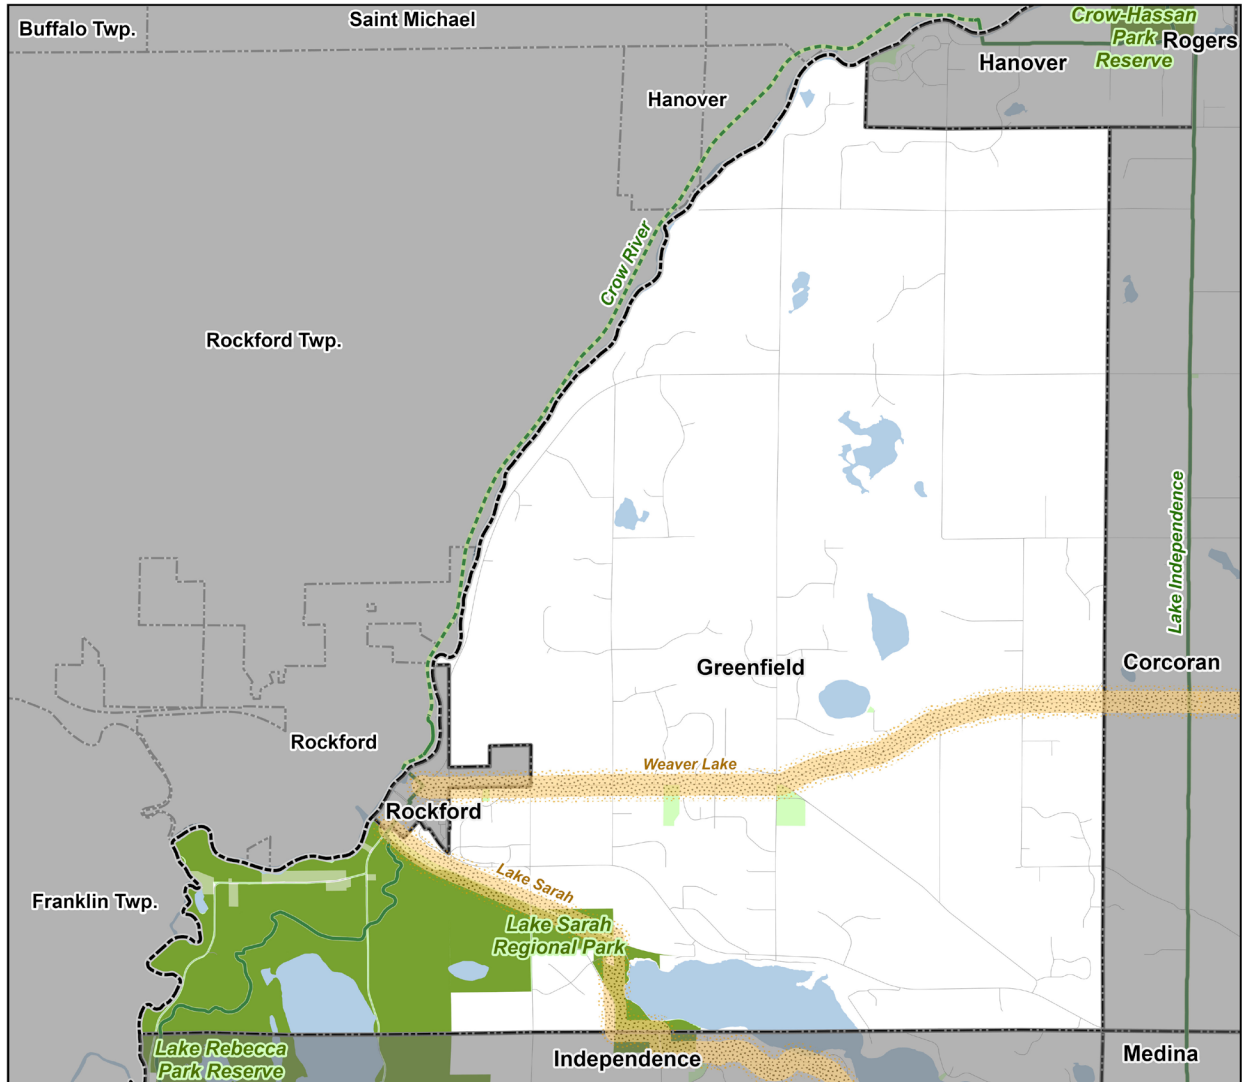 Buffalo Twp.
Saint Michael
Crow-Hassan
Park
Reserve
Rogers
Hanover
Hanover
Crow River
Rockford Twp.
Lake Independence
Greenfield
Corcoran
Rockford
Weaver Lake
Rockford
Lake Sarah
Franklin Twp.
Lake Sarah
Regional Park
Lake Rebecca
Park Reserve
Independence
Medina